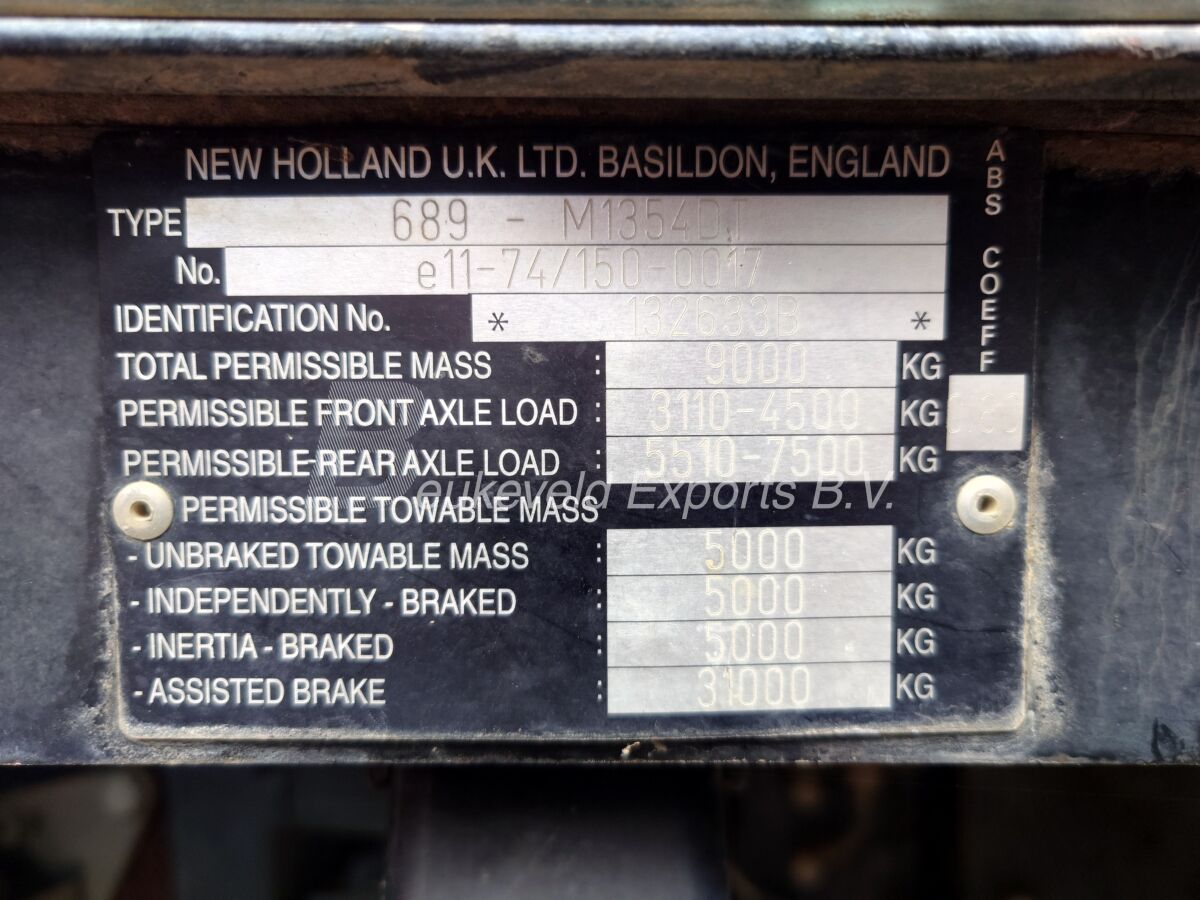 NEW HOLLAND U.K. LTD. BASILDON, ENGLAND
ABS COEFF
TYPE 689 - M1354DT
No. e11-74/150-0017
IDENTIFICATION No. * 132633B *
TOTAL PERMISSIBLE MASS : 9000 KG
PERMISSIBLE FRONT AXLE LOAD : 3110-4500 KG
PERMISSIBLE-REAR AXLE LOAD : 5510-7500 KG
Beukeveld Exports B.V.
PERMISSIBLE TOWABLE MASS
- UNBRAKED TOWABLE MASS : 5000 KG
- INDEPENDENTLY - BRAKED : 5000 KG
- INERTIA - BRAKED : 5000 KG
- ASSISTED BRAKE : 31000 KG